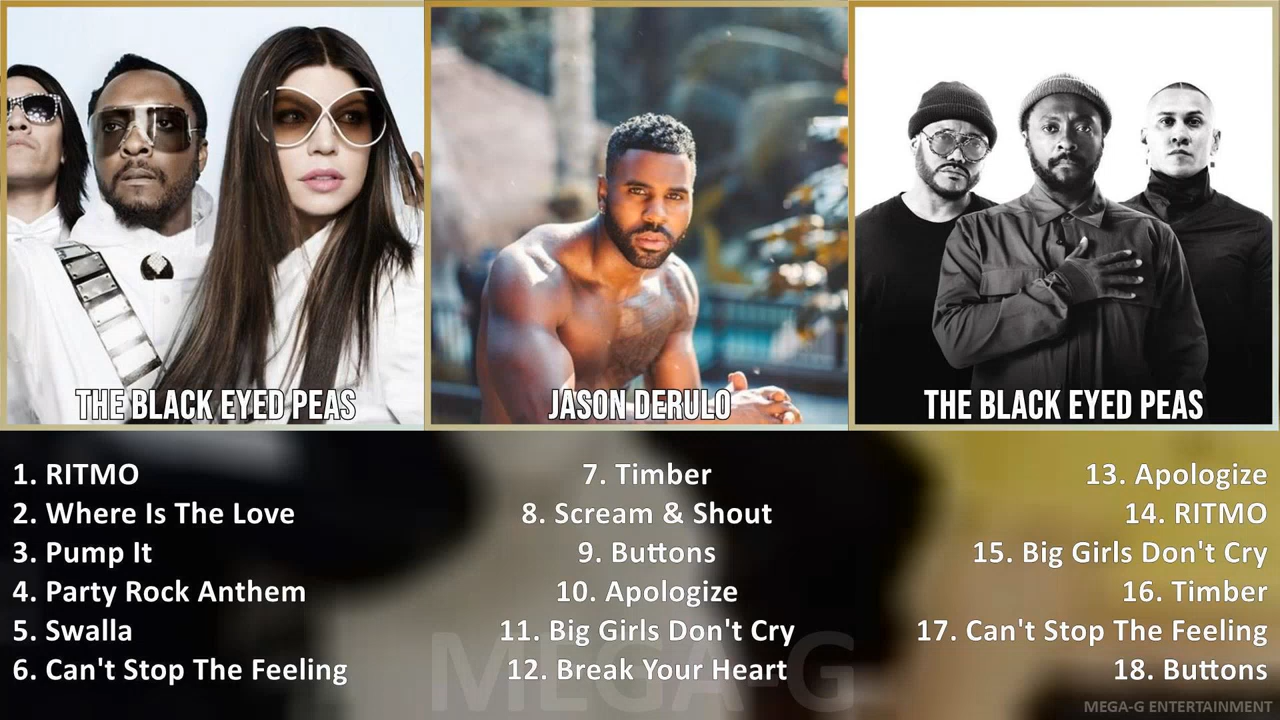 THE BLACK EYED PEAS
JASON DERULO
THE BLACK EYED PEAS
1. RITMO
2. Where Is The Love
3. Pump It
4. Party Rock Anthem
5. Swalla
6. Can't Stop The Feeling
7. Timber
8. Scream & Shout
9. Buttons
10. Apologize
11. Big Girls Don't Cry
12. Break Your Heart
13. Apologize
14. RITMO
15. Big Girls Don't Cry
16. Timber
17. Can't Stop The Feeling
18. Buttons
MEGA-G
MEGA-G ENTERTAINMENT